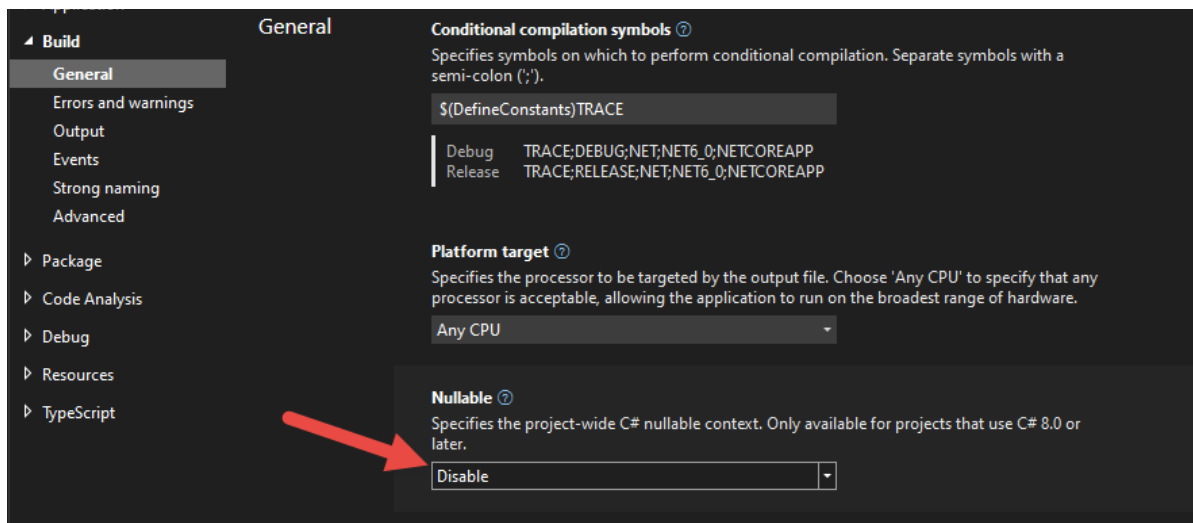 Build
General
Errors and warnings
Output
Events
Strong naming
Advanced
Package
Code Analysis
Debug
Resources
TypeScript
General
Conditional compilation symbols
Specifies symbols on which to perform conditional compilation. Separate symbols with a
semi-colon (';').
$(DefineConstants)TRACE
Debug TRACE;DEBUG;NET;NET6_0;NETCOREAPP
Release TRACE;RELEASE;NET;NET6_0;NETCOREAPP
Platform target
Specifies the processor to be targeted by the output file. Choose 'Any CPU' to specify that any
processor is acceptable, allowing the application to run on the broadest range of hardware.
Any CPU
Nullable
Specifies the project-wide C# nullable context. Only available for projects that use C# 8.0 or
later.
Disable